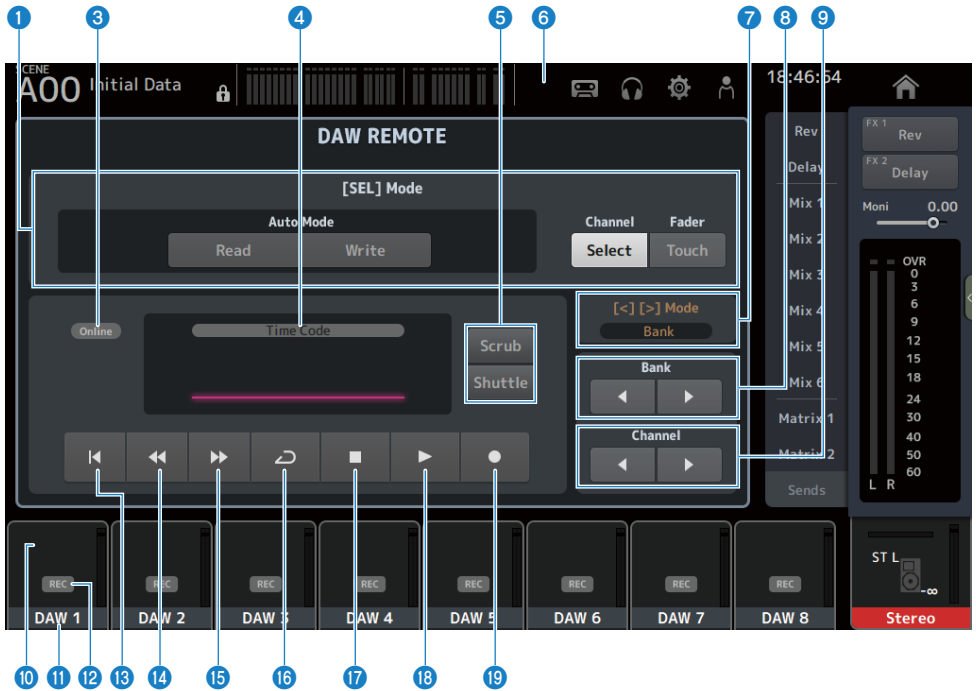 1 3 4 5 6 7 8 9
SCENE
A00 Initial Data
18:46:54
DAW REMOTE
[SEL] Mode
Auto Mode
Read Write
Channel Fader
Select Touch
Online
Time Code
Scrub
Shuttle
[<] [>] Mode
Bank
Bank
Channel
Rev
Delay
Mix 1
Mix 2
Mix 3
Mix 4
Mix 5
Mix 6
Matrix 1
Matrix 2
Sends
FX 1
Rev
FX 2
Delay
Moni 0.00
OVR
0
3
6
9
12
15
18
24
30
40
50
60
L R
REC REC REC REC REC REC REC REC
DAW 1 DAW 2 DAW 3 DAW 4 DAW 5 DAW 6 DAW 7 DAW 8
ST L
-∞
Stereo
10 11 12 13 14 15 16 17 18 19